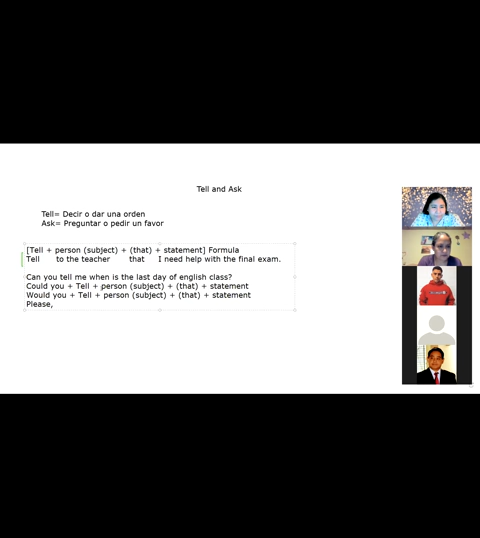 Tell and Ask
Tell= Decir o dar una orden
Ask= Preguntar o pedir un favor
[Tell + person (subject) + (that) + statement] Formula
Tell to the teacher that I need help with the final exam.
Can you tell me when is the last day of english class?
Could you + Tell + person (subject) + (that) + statement
Would you + Tell + person (subject) + (that) + statement
Please,